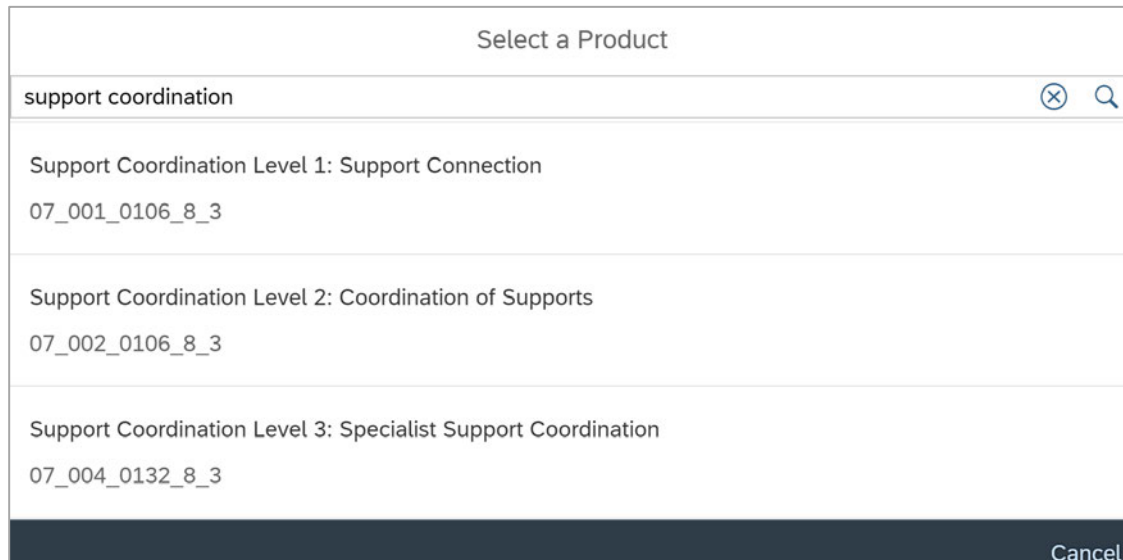 Select a Product
support coordination
Support Coordination Level 1: Support Connection
07_001_0106_8_3
Support Coordination Level 2: Coordination of Supports
07_002_0106_8_3
Support Coordination Level 3: Specialist Support Coordination
07_004_0132_8_3
Cancel